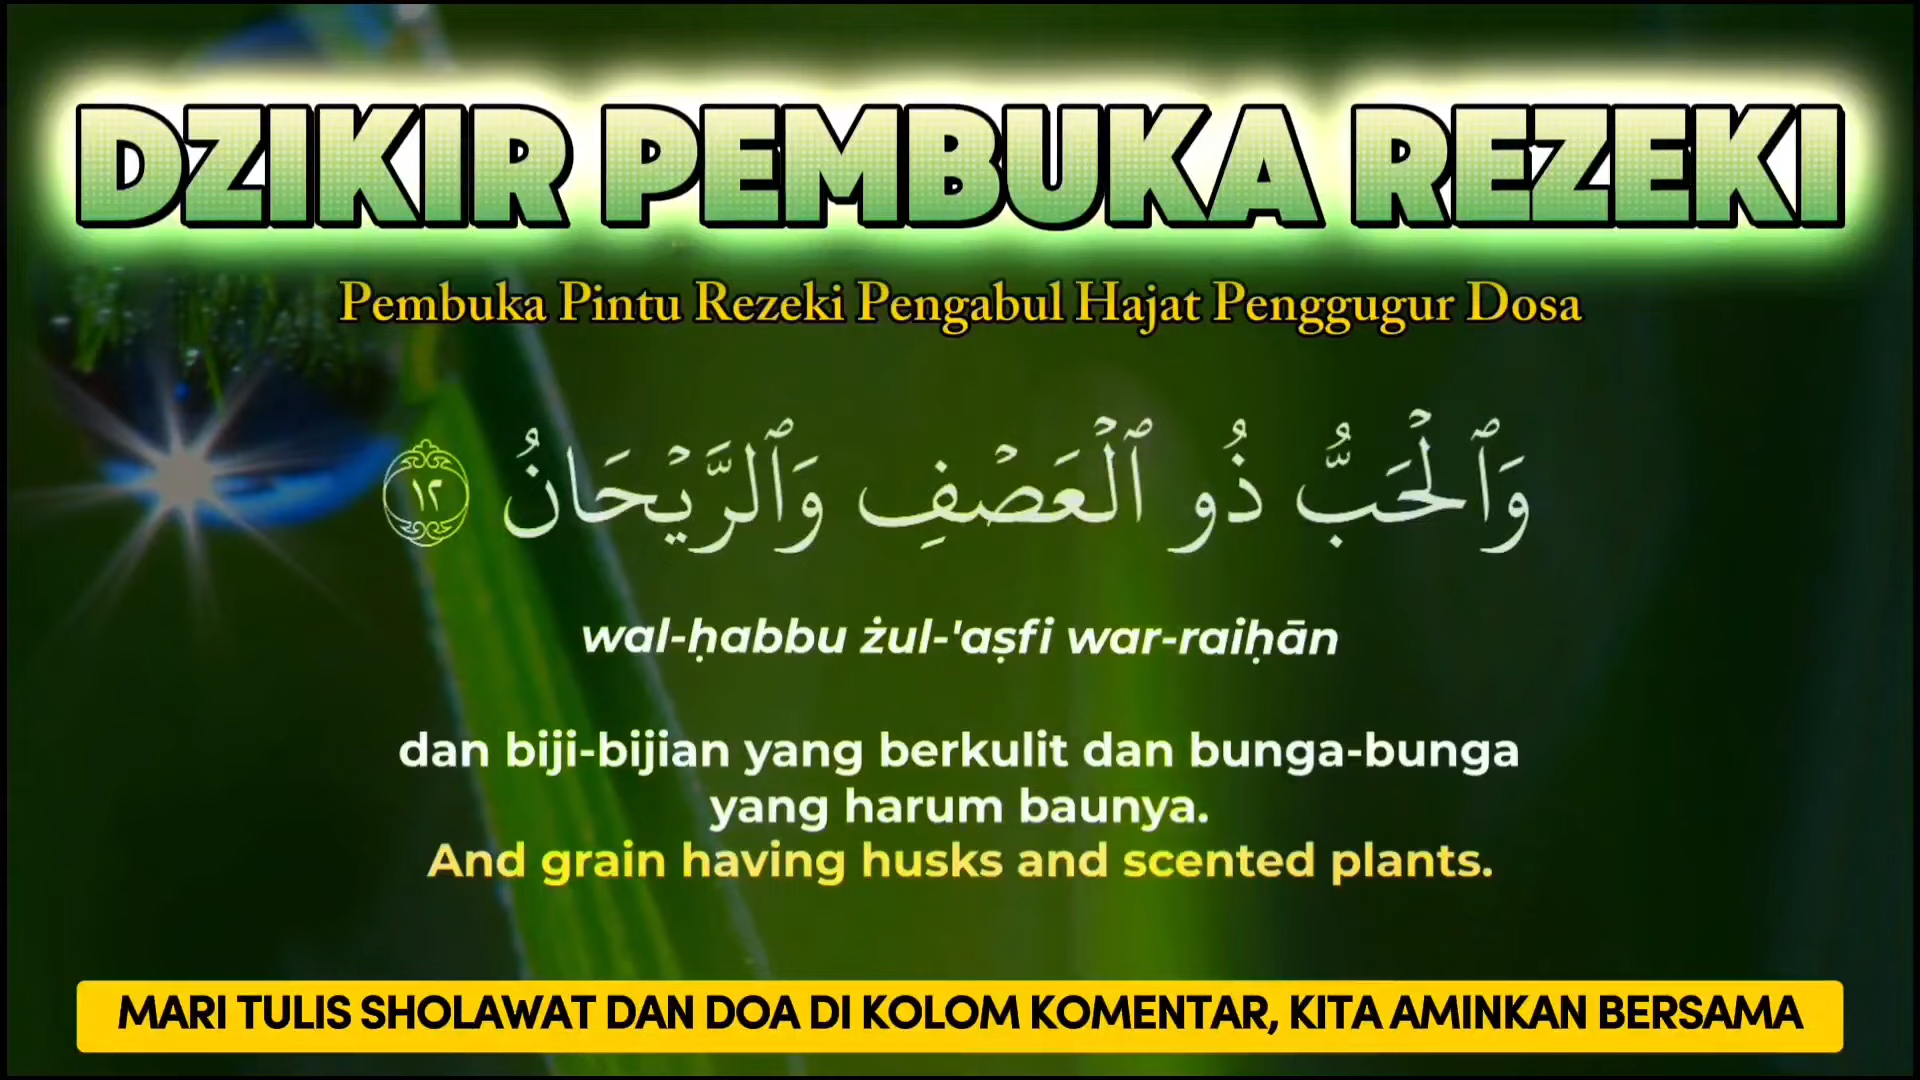 DZIKIR PEMBUKA REZEKI
Pembuka Pintu Rezeki Pengabul Hajat Penggugur Dosa
وَٱلْحَبُّ ذُو ٱلْعَصْفِ وَٱلرَّيْحَانُ ١٢
wal-ḥabbu żul-'aṣfi war-raiḥān
dan biji-bijian yang berkulit dan bunga-bunga
yang harum baunya.
And grain having husks and scented plants.
MARI TULIS SHOLAWAT DAN DOA DI KOLOM KOMENTAR, KITA AMINKAN BERSAMA